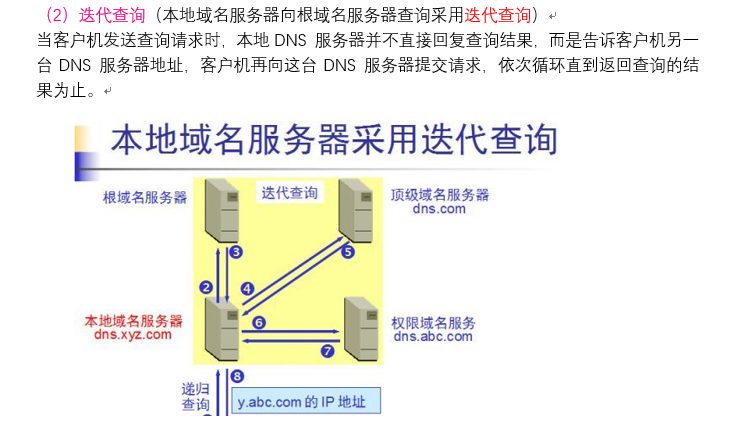 （2）迭代查询（本地域名服务器向根域名服务器查询采用迭代查询）
当客户机发送查询请求时，本地 DNS 服务器并不直接回复查询结果，而是告诉客户机另一
台 DNS 服务器地址，客户机再向这台 DNS 服务器提交请求，依次循环直到返回查询的结
果为止。
本地域名服务器采用迭代查询
根域名服务器
迭代查询
顶级域名服务器
dns.com
❸
❺
❷
❹
本地域名服务器
dns.xyz.com
❻
权限域名服务
dns.abc.com
❼
❽
递归
查询
y.abc.com 的 IP 地址